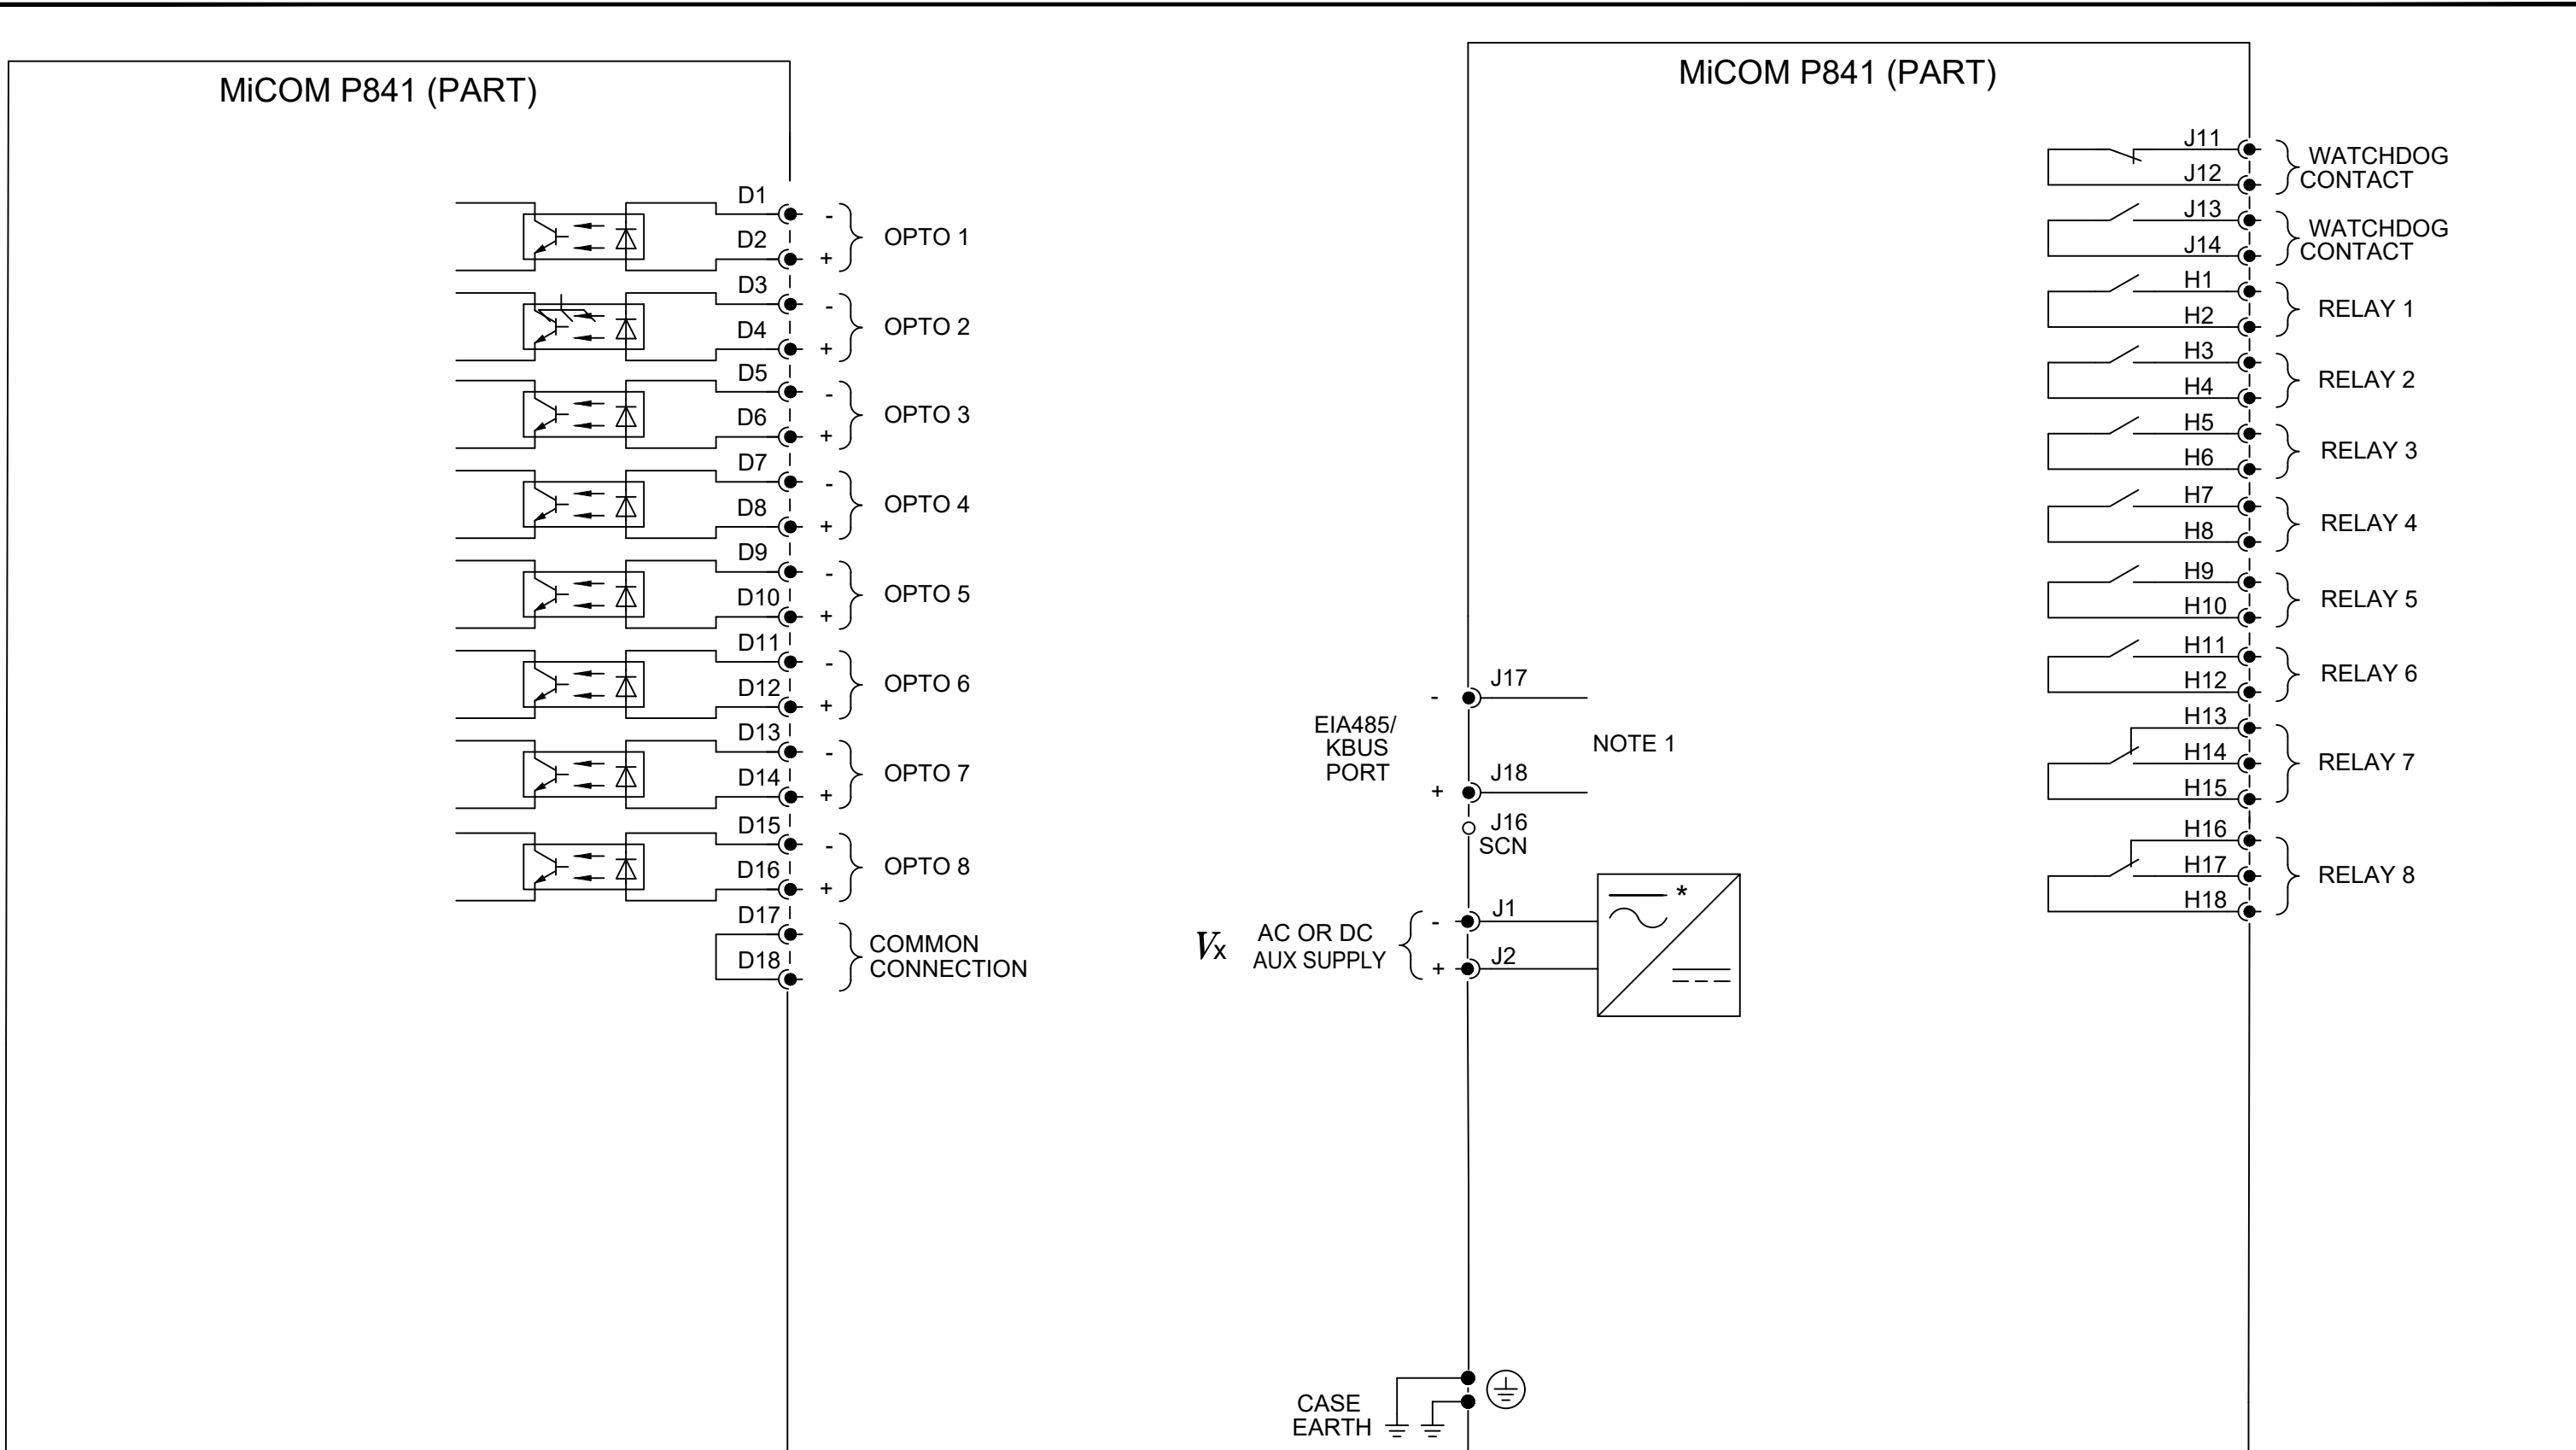 MiCOM P841 (PART)
D1
-
OPTO 1
D2
+
D3
-
OPTO 2
D4
+
D5
-
OPTO 3
D6
+
D7
-
OPTO 4
D8
+
D9
-
OPTO 5
D10
+
D11
-
OPTO 6
D12
+
D13
-
OPTO 7
D14
+
D15
-
OPTO 8
D16
+
D17
COMMON
CONNECTION
D18
MiCOM P841 (PART)
J11
J12
WATCHDOG
CONTACT
J13
J14
WATCHDOG
CONTACT
H1
H2
RELAY 1
H3
H4
RELAY 2
H5
H6
RELAY 3
H7
H8
RELAY 4
H9
H10
RELAY 5
H11
H12
RELAY 6
H13
H14
H15
RELAY 7
H16
H17
H18
RELAY 8
-
J17
EIA485/
KBUS
PORT
NOTE 1
+
J18
J16
SCN
Vx
AC OR DC
AUX SUPPLY
-
J1
+
J2
*
CASE
EARTH